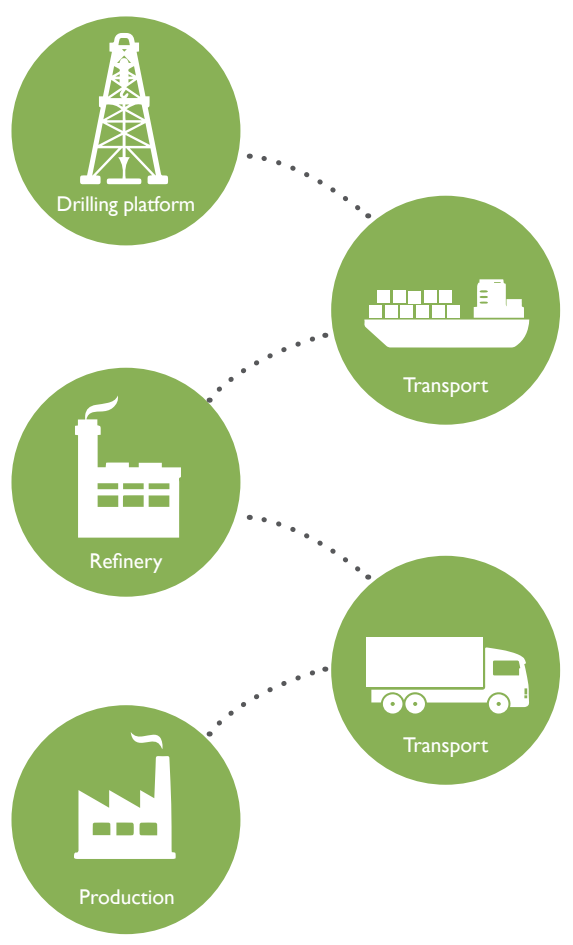 Drilling platform
Transport
Refinery
Transport
Production